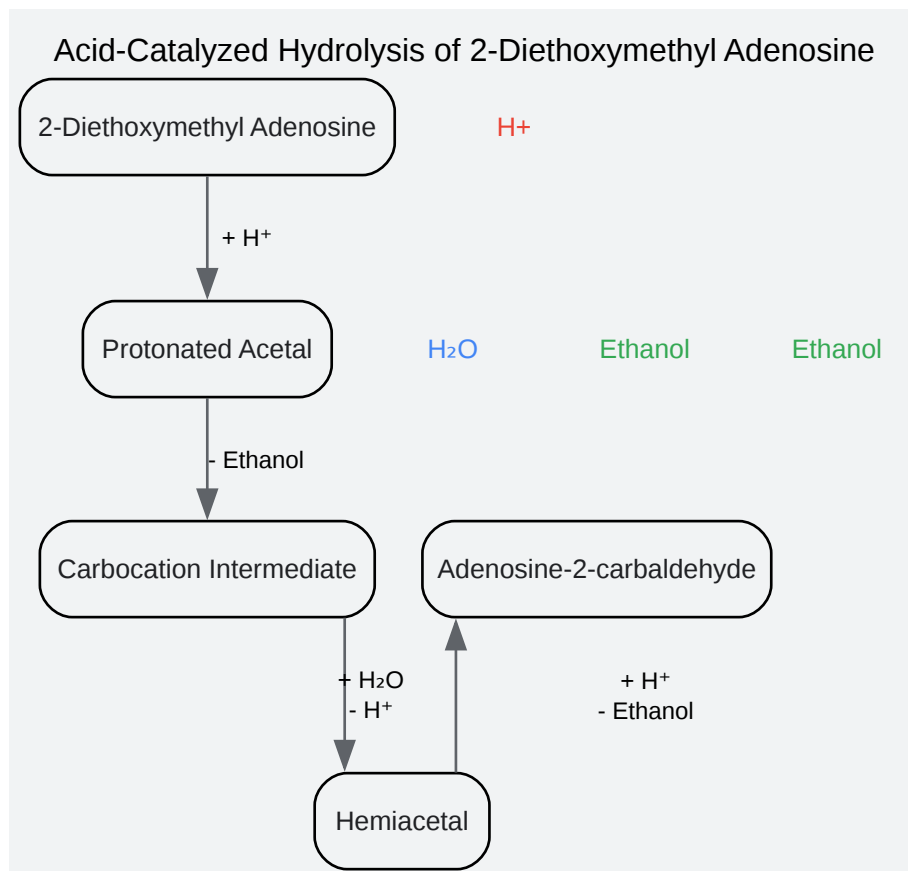 Acid-Catalyzed Hydrolysis of 2-Diethoxymethyl Adenosine
2-Diethoxymethyl Adenosine
H+
+ H⁺
Protonated Acetal
H₂O
Ethanol
Ethanol
- Ethanol
Carbocation Intermediate
Adenosine-2-carbaldehyde
+ H₂O
- H⁺
+ H⁺
- Ethanol
Hemiacetal